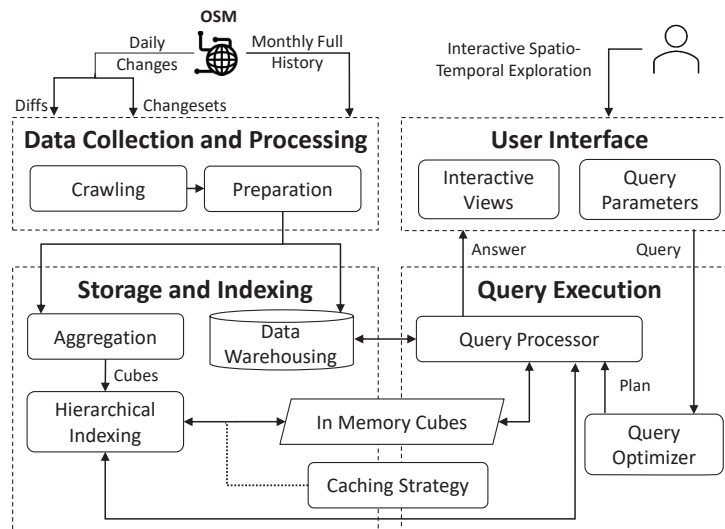 OSM
Daily
Changes
Monthly Full
History
Diffs
Changesets
Interactive Spatio-
Temporal Exploration
Data Collection and Processing
Crawling
Preparation
User Interface
Interactive
Views
Query
Parameters
Answer
Query
Storage and Indexing
Aggregation
Data
Warehousing
Cubes
Hierarchical
Indexing
In Memory Cubes
Caching Strategy
Query Execution
Query Processor
Plan
Query
Optimizer